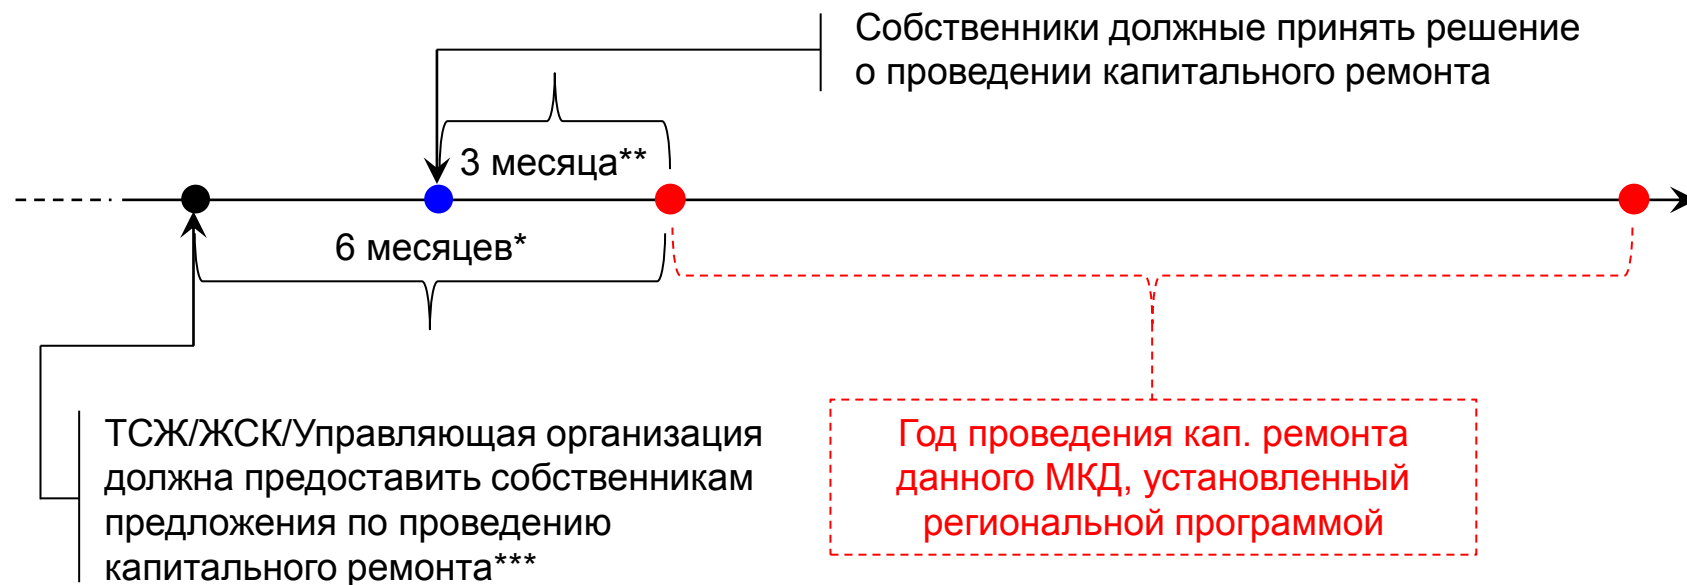 Собственники должные принять решение
о проведении капитального ремонта
3 месяца**
6 месяцев*
ТСЖ/ЖСК/Управляющая организация
должна предоставить собственникам
предложения по проведению
капитального ремонта***
Год проведения кап. ремонта
данного МКД, установленный
региональной программой